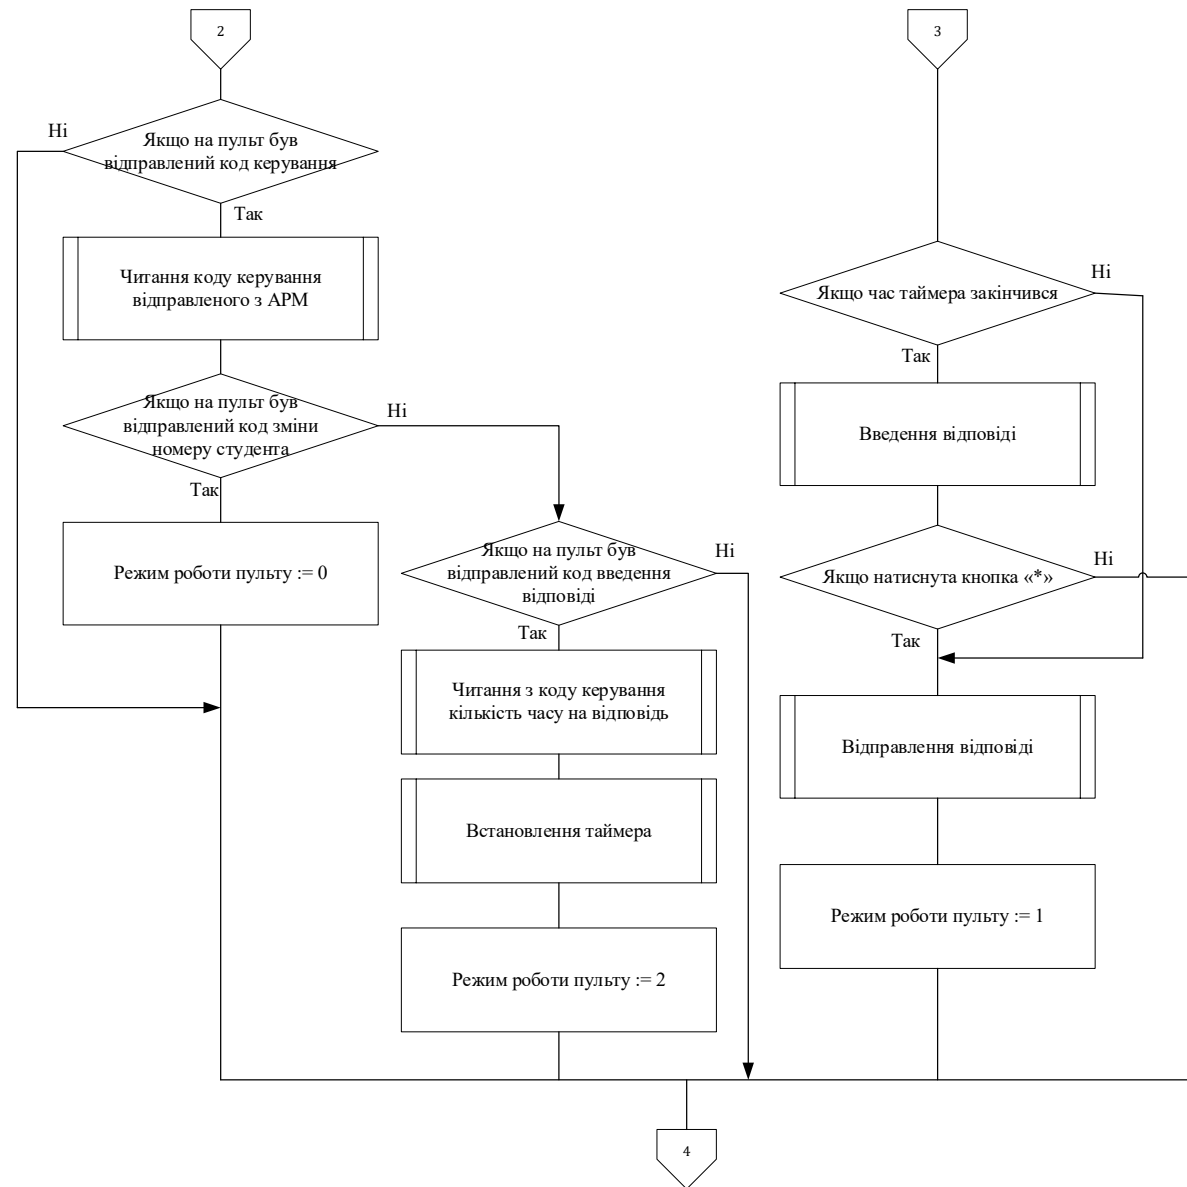 2
Ні
Якщо на пульт був
відправлений код керування
Так
Читання коду керування
відправленого з АРМ
Якщо на пульт був
відправлений код зміни
номеру студента
Ні
Так
Режим роботи пульту := 0
Якщо на пульт був
відправлений код введення
відповіді
Ні
Так
Читання з коду керування
кількість часу на відповідь
Встановлення таймера
Режим роботи пульту := 2
3
Якщо час таймера закінчився
Ні
Так
Введення відповіді
Якщо натиснута кнопка «*»
Ні
Так
Відправлення відповіді
Режим роботи пульту := 1
4